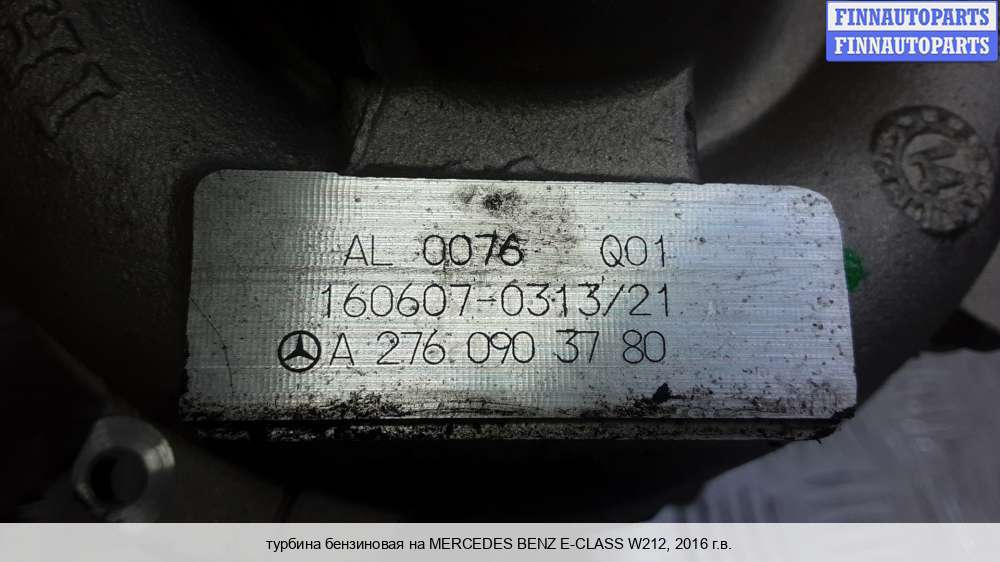 FINNAUTOPARTS
FINNAUTOPARTS
AL 0076 Q01
160607-0313/21
A 276 090 37 80
турбина бензиновая на MERCEDES BENZ E-CLASS W212, 2016 г.в.